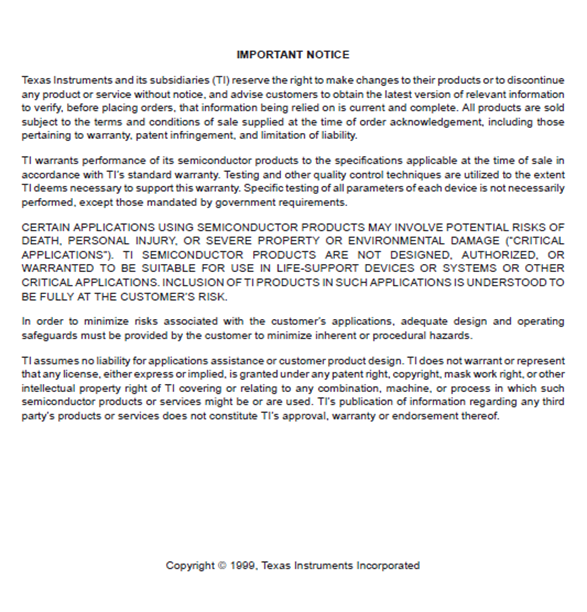 IMPORTANT NOTICE
Texas Instruments and its subsidiaries (TI) reserve the right to make changes to their products or to discontinue
any product or service without notice, and advise customers to obtain the latest version of relevant information
to verify, before placing orders, that information being relied on is current and complete. All products are sold
subject to the terms and conditions of sale supplied at the time of order acknowledgement, including those
pertaining to warranty, patent infringement, and limitation of liability.
TI warrants performance of its semiconductor products to the specifications applicable at the time of sale in
accordance with TI's standard warranty. Testing and other quality control techniques are utilized to the extent
TI deems necessary to support this warranty. Specific testing of all parameters of each device is not necessarily
performed, except those mandated by government requirements.
CERTAIN APPLICATIONS USING SEMICONDUCTOR PRODUCTS MAY INVOLVE POTENTIAL RISKS OF
DEATH, PERSONAL INJURY, OR SEVERE PROPERTY OR ENVIRONMENTAL DAMAGE ("CRITICAL
APPLICATIONS"). TI SEMICONDUCTOR PRODUCTS ARE NOT DESIGNED, AUTHORIZED, OR
WARRANTED TO BE SUITABLE FOR USE IN LIFE-SUPPORT DEVICES OR SYSTEMS OR OTHER
CRITICAL APPLICATIONS. INCLUSION OF TI PRODUCTS IN SUCH APPLICATIONS IS UNDERSTOOD TO
BE FULLY AT THE CUSTOMER'S RISK.
In order to minimize risks associated with the customer's applications, adequate design and operating
safeguards must be provided by the customer to minimize inherent or procedural hazards.
TI assumes no liability for applications assistance or customer product design. TI does not warrant or represent
that any license, either express or implied, is granted under any patent right, copyright, mask work right, or other
intellectual property right of TI covering or relating to any combination, machine, or process in which such
semiconductor products or services might be or are used. TI's publication of information regarding any third
party's products or services does not constitute TI's approval, warranty or endorsement thereof.
Copyright © 1999, Texas Instruments Incorporated